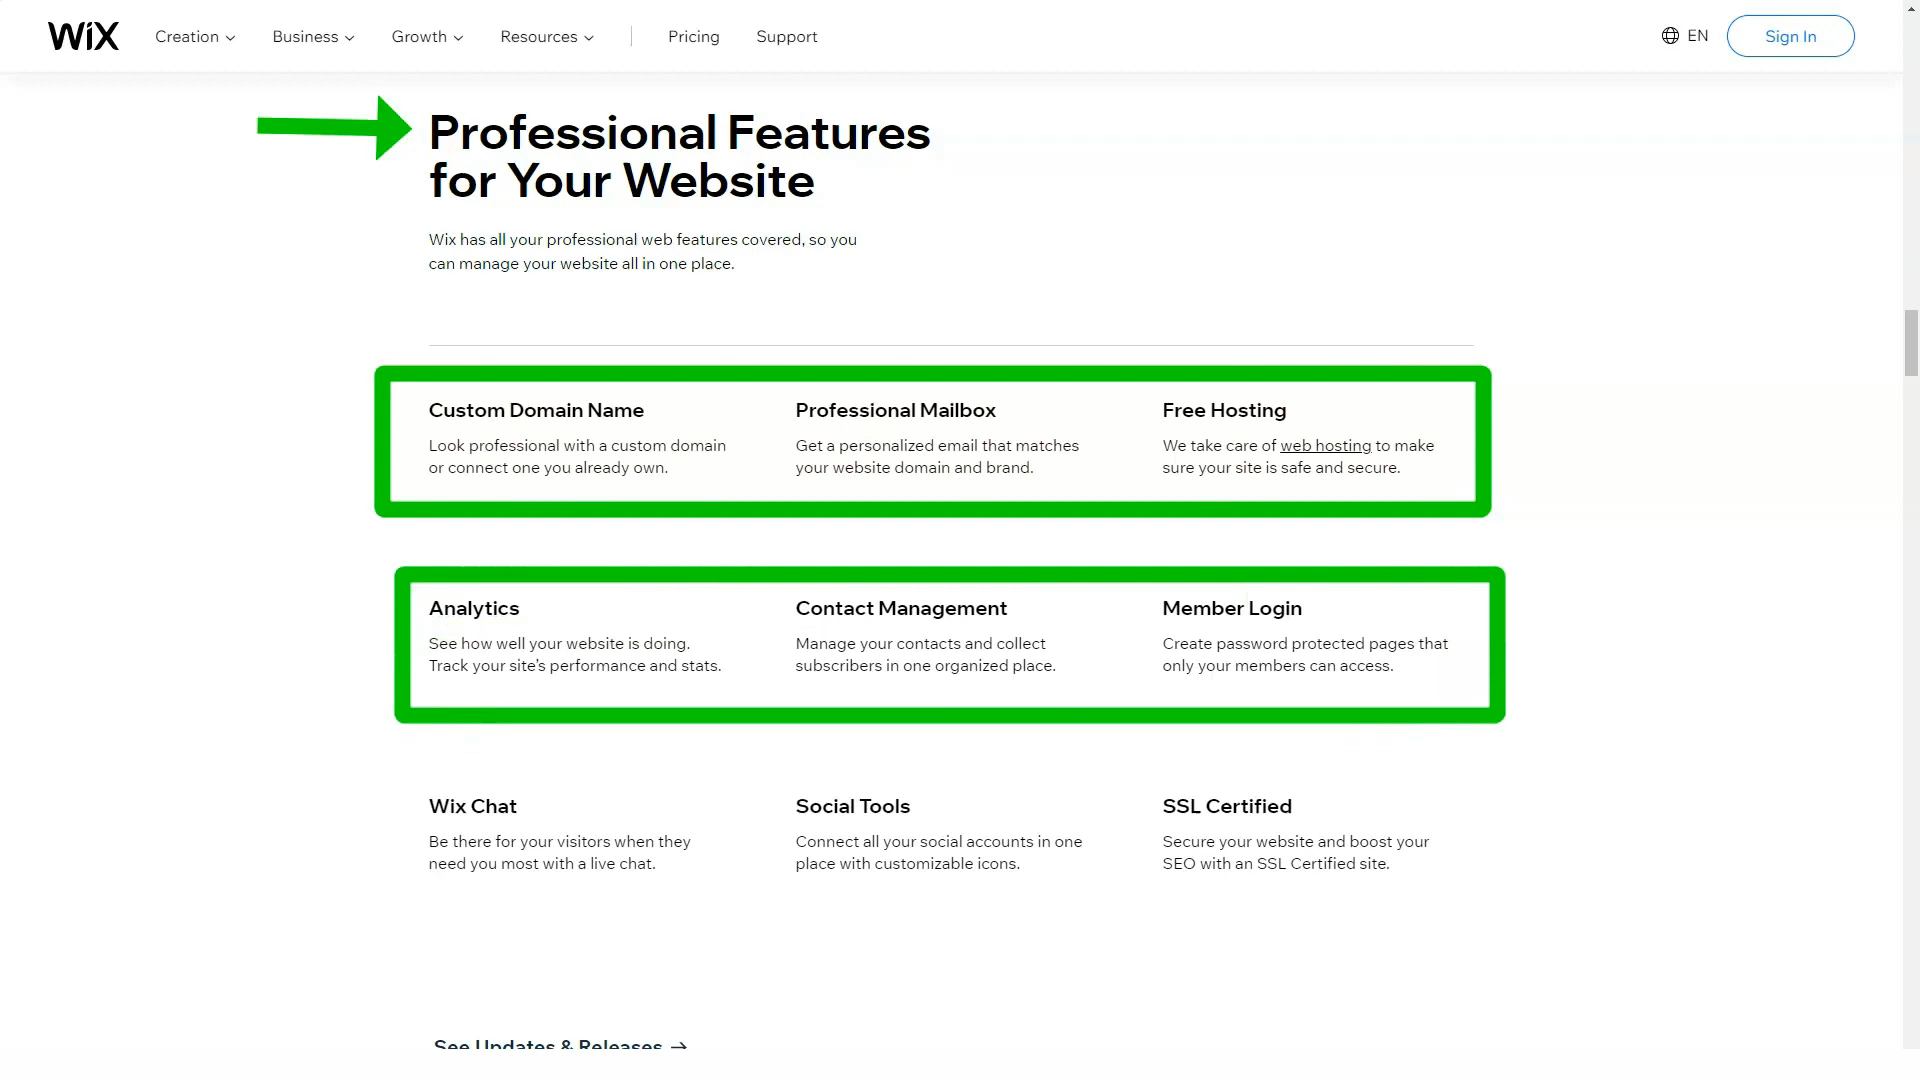 WiX Creation Business Growth Resources Pricing Support EN Sign In
Professional Features
for Your Website
Wix has all your professional web features covered, so you
can manage your website all in one place.
Custom Domain Name
Look professional with a custom domain
or connect one you already own.
Professional Mailbox
Get a personalized email that matches
your website domain and brand.
Free Hosting
We take care of web hosting to make
sure your site is safe and secure.
Analytics
See how well your website is doing.
Track your site's performance and stats.
Contact Management
Manage your contacts and collect
subscribers in one organized place.
Member Login
Create password protected pages that
only your members can access.
Wix Chat
Be there for your visitors when they
need you most with a live chat.
Social Tools
Connect all your social accounts in one
place with customizable icons.
SSL Certified
Secure your website and boost your
SEO with an SSL Certified site.
See Updates & Releases →